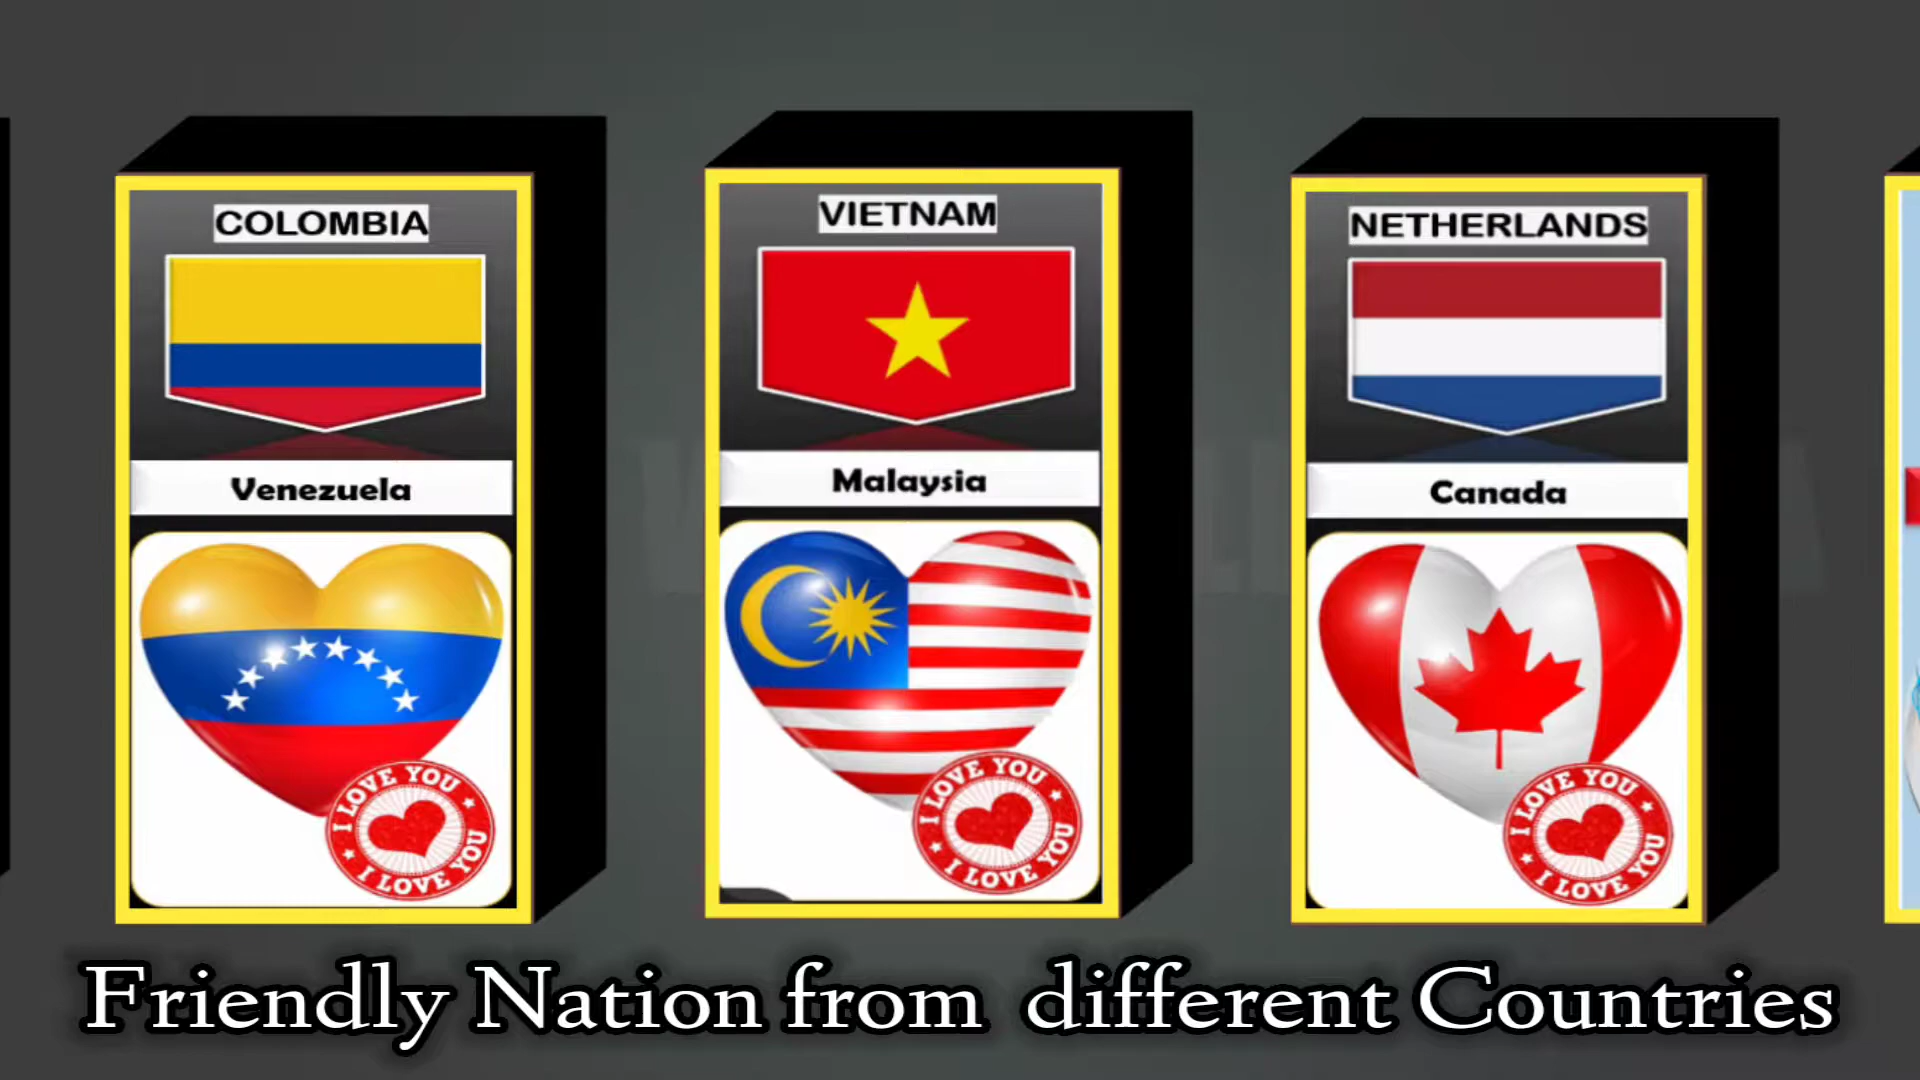 COLOMBIA
Venezuela
I LOVE YOU
I LOVE YOU
VIETNAM
Malaysia
I LOVE YOU
I LOVE YOU
NETHERLANDS
Canada
I LOVE YOU
I LOVE YOU
Friendly Nation from different Countries